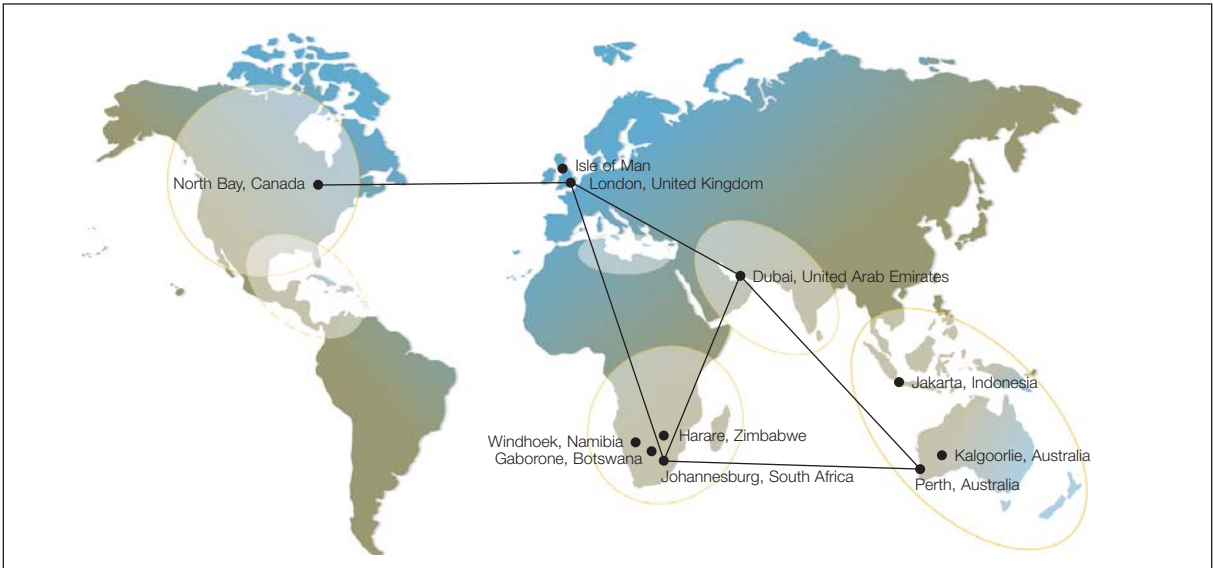 Isle of Man
North Bay, Canada
London, United Kingdom
Dubai, United Arab Emirates
Jakarta, Indonesia
Windhoek, Namibia
Harare, Zimbabwe
Gaborone, Botswana
Kalgoorlie, Australia
Johannesburg, South Africa
Perth, Australia